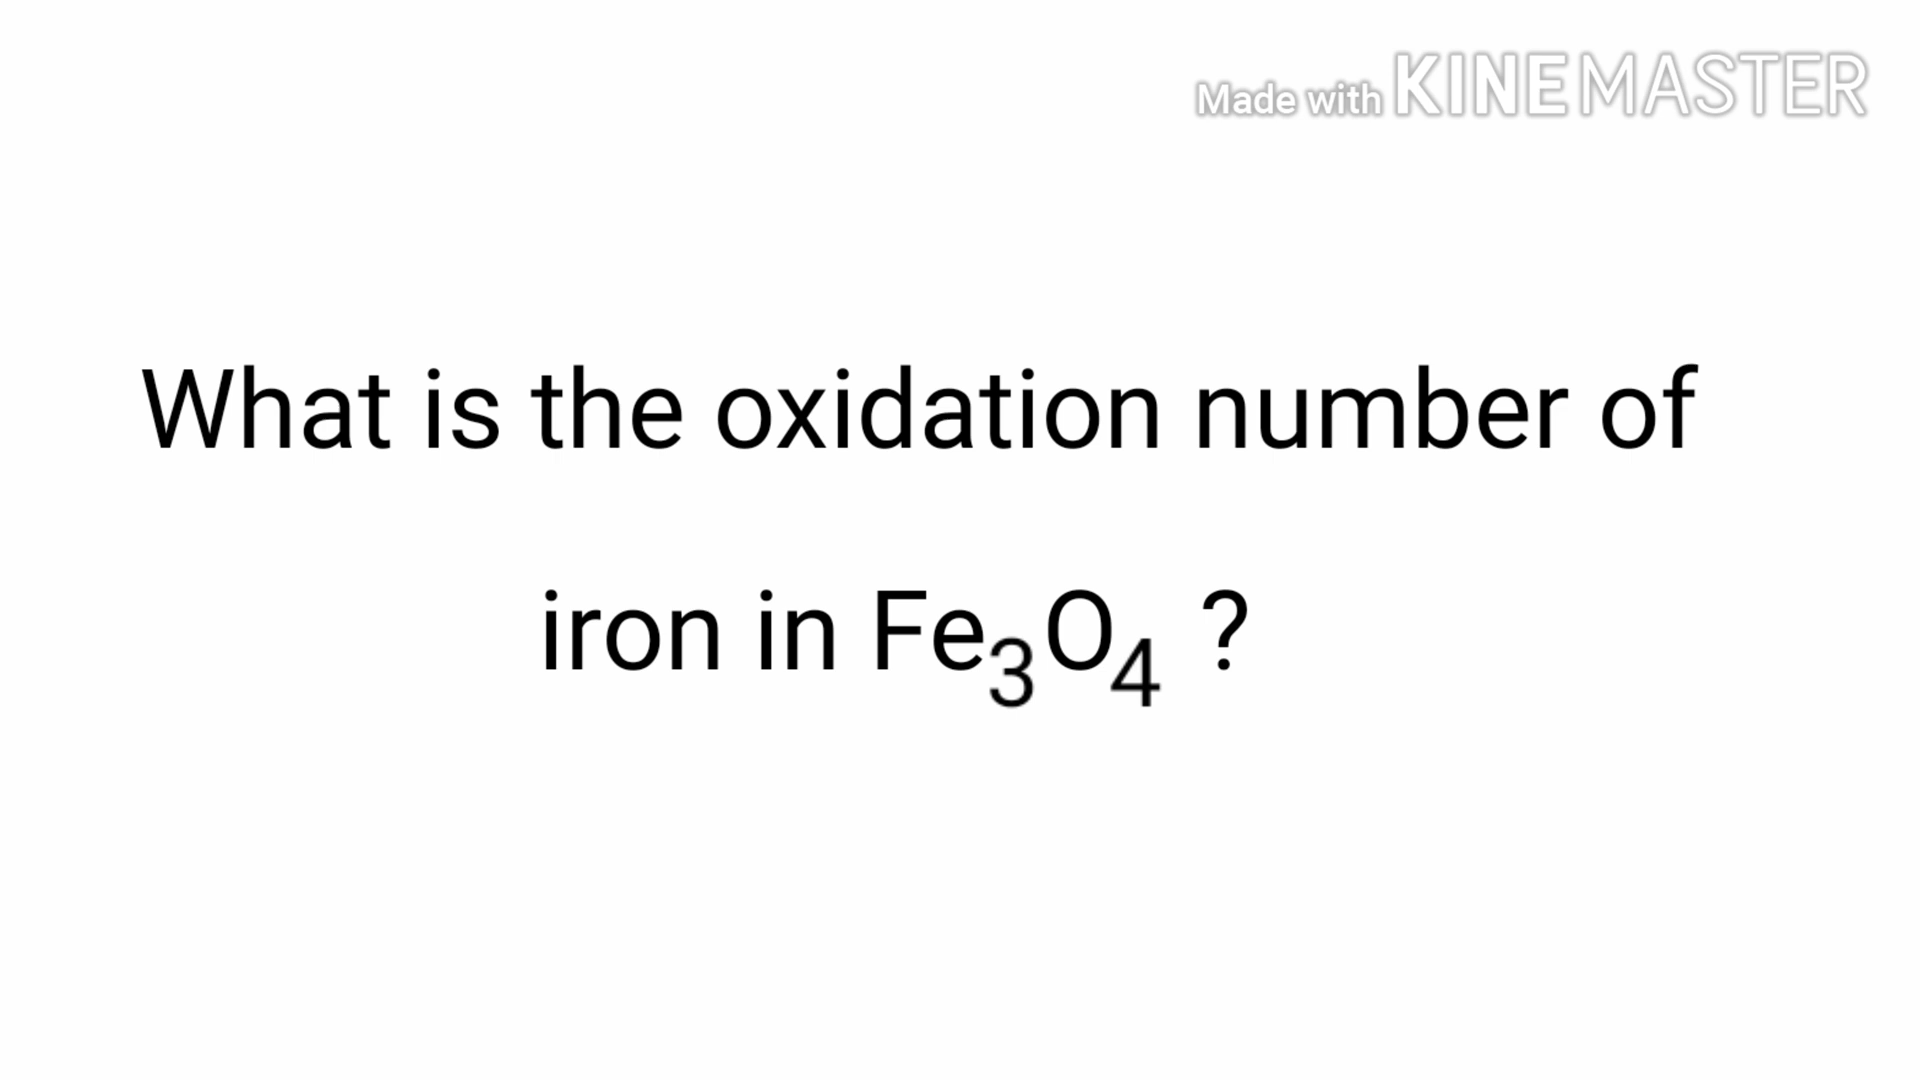 Made with KINEMASTER
What is the oxidation number of
iron in Fe₃O₄ ?